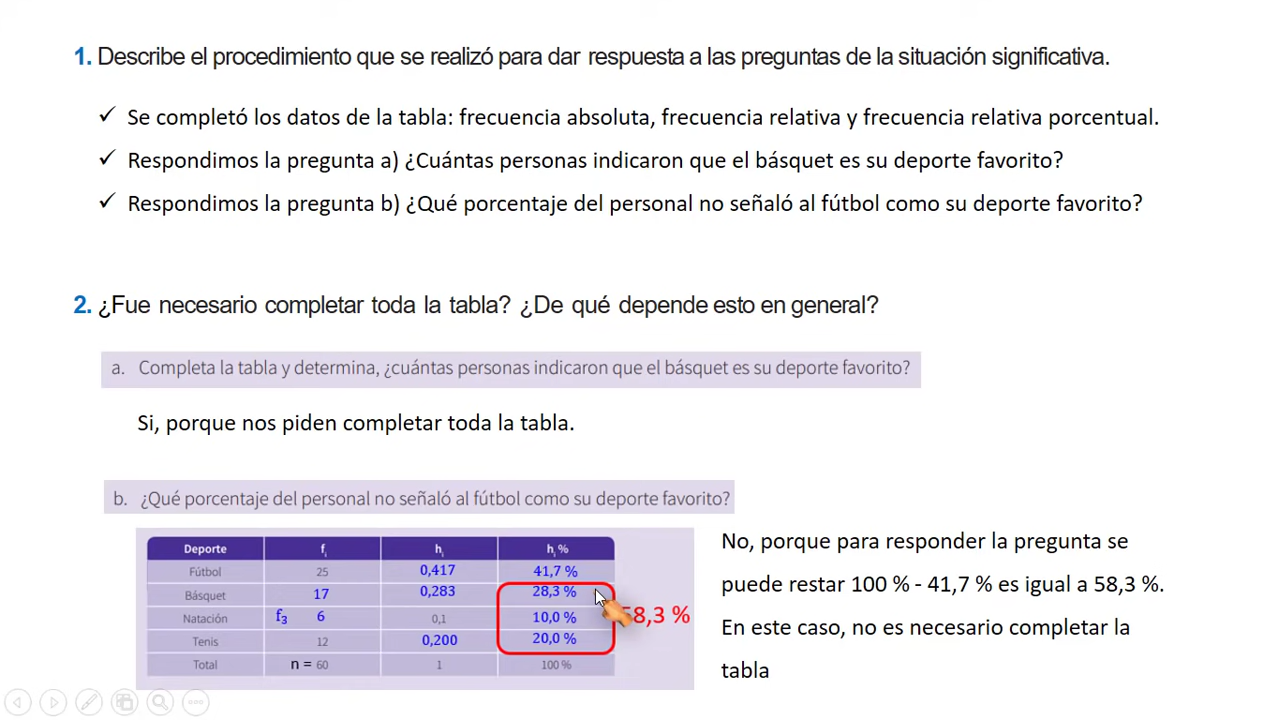 1. Describe el procedimiento que se realizó para dar respuesta a las preguntas de la situación significativa.
✓ Se completó los datos de la tabla: frecuencia absoluta, frecuencia relativa y frecuencia relativa porcentual.
✓ Respondimos la pregunta a) ¿Cuántas personas indicaron que el básquet es su deporte favorito?
✓ Respondimos la pregunta b) ¿Qué porcentaje del personal no señaló al fútbol como su deporte favorito?
2. ¿Fue necesario completar toda la tabla? ¿De qué depende esto en general?
a. Completa la tabla y determina, ¿cuántas personas indicaron que el básquet es su deporte favorito?
Si, porque nos piden completar toda la tabla.
b. ¿Qué porcentaje del personal no señaló al fútbol como su deporte favorito?
Deporte fi hi hi %
Fútbol 25 0,417 41,7 %
Básquet 17 0,283 28,3 %
Natación f3 6 0,1 10,0 %
Tenis 12 0,200 20,0 %
Total n = 60 1 100 %
8,3 %
No, porque para responder la pregunta se
puede restar 100 % - 41,7 % es igual a 58,3 %.
En este caso, no es necesario completar la
tabla